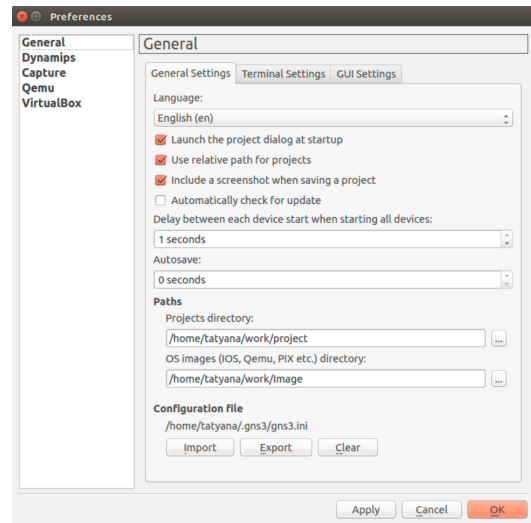 Preferences
General
Dynamips
Capture
Qemu
VirtualBox
General
General Settings Terminal Settings GUI Settings
Language:
English (en)
Launch the project dialog at startup
Use relative path for projects
Include a screenshot when saving a project
Automatically check for update
Delay between each device start when starting all devices:
1 seconds
Autosave:
0 seconds
Paths
Projects directory:
/home/tatyana/work/project
...
OS images (IOS, Qemu, PIX etc.) directory:
/home/tatyana/work/Image
...
Configuration file
/home/tatyana/.gns3/gns3.ini
Import Export Clear
Apply Cancel OK